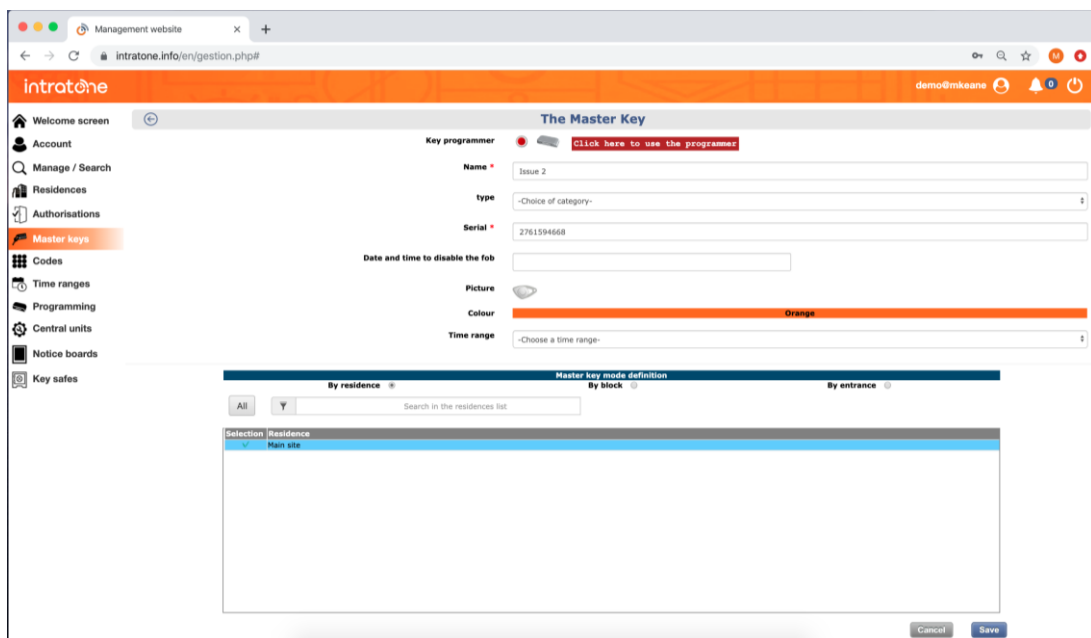 Management website
intratone.info/en/gestion.php#
M
intratone
demo@mkeane
0
Welcome screen
Account
Manage / Search
Residences
Authorisations
Master keys
Codes
Time ranges
Programming
Central units
Notice boards
Key safes
The Master Key
Key programmer
Click here to use the programmer
Name *
Issue 2
type
-Choice of category-
Serial *
2761594668
Date and time to disable the fob
Picture
Colour
Orange
Time range
-Choose a time range-
Master key mode definition
By residence By block By entrance
All Search in the residences list
Selection Residence
Main site
Cancel Save